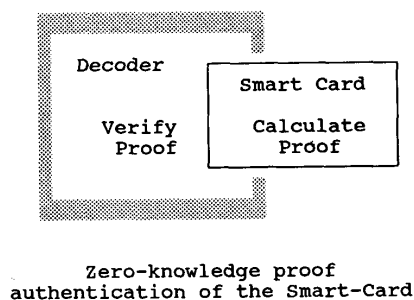 Decoder
Smart Card
Verify
Proof
Calculate
Proof
Zero-knowledge proof
authentication of the Smart-Card